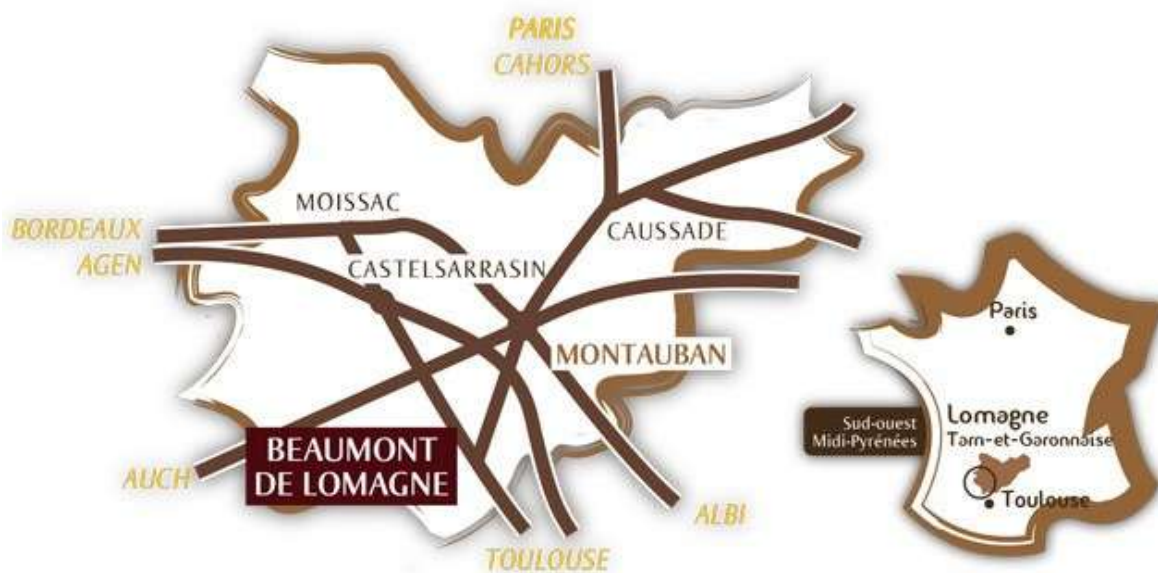 PARIS
CAHORS
MOISSAC
BORDEAUX
AGEN
CAUSSADE
CASTELSARRASIN
MONTAUBAN
BEAUMONT
DE LOMAGNE
AUCH
ALBI
TOULOUSE
Paris
Sud-ouest
Midi-Pyrénées
Lomagne
Tarn-et-Garonnaise
Toulouse